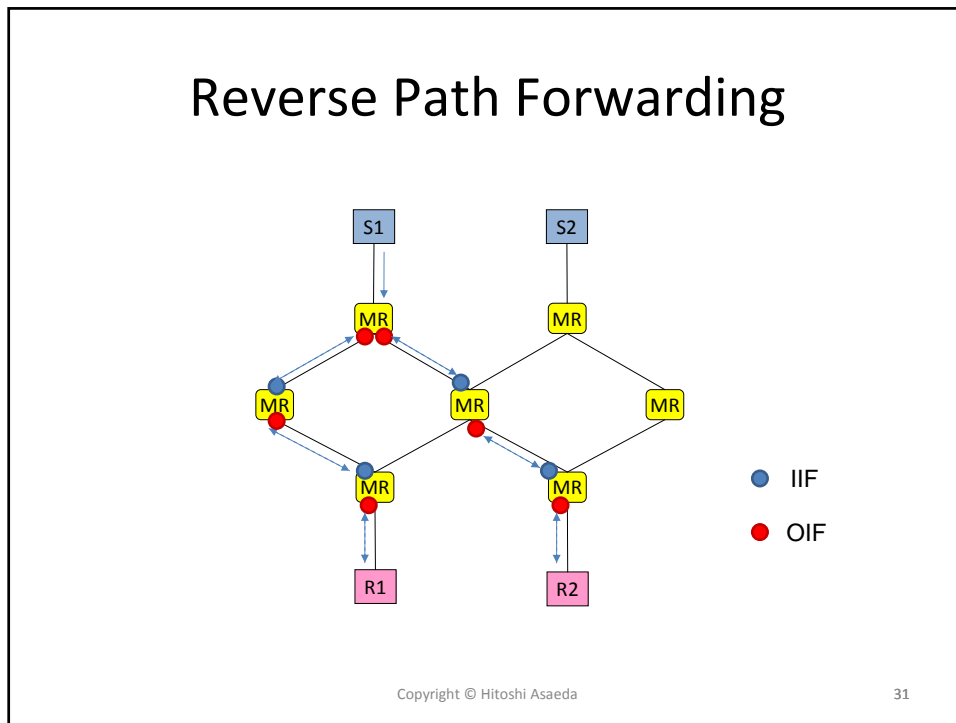 Reverse Path Forwarding
S1
S2
MR
MR
MR
MR
MR
MR
MR
IIF
OIF
R1
R2
Copyright © Hitoshi Asaeda
31